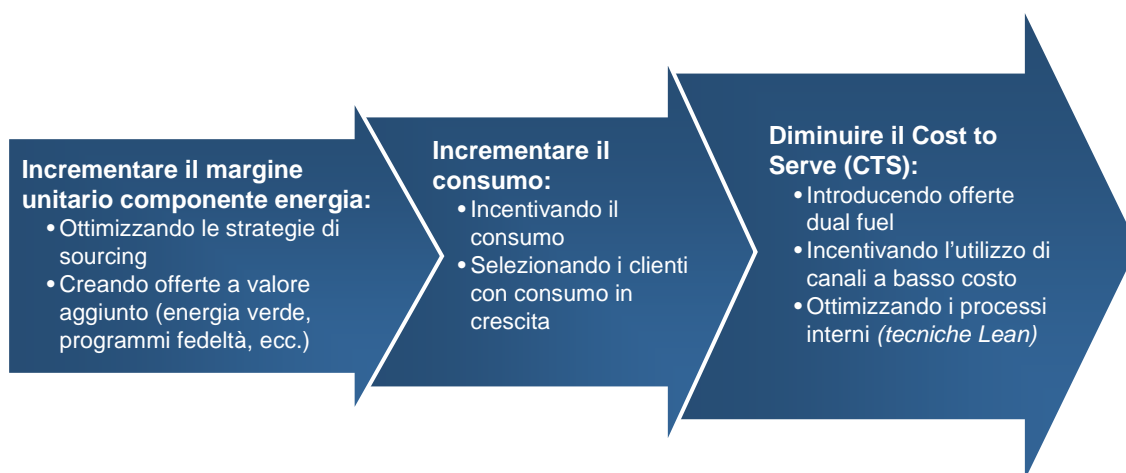 Incrementare il margine
unitario componente energia:
• Ottimizzando le strategie di
sourcing
• Creando offerte a valore
aggiunto (energia verde,
programmi fedeltà, ecc.)
Incrementare il
consumo:
• Incentivando il
consumo
• Selezionando i clienti
con consumo in
crescita
Diminuire il Cost to
Serve (CTS):
• Introducendo offerte
dual fuel
• Incentivando l’utilizzo di
canali a basso costo
• Ottimizzando i processi
interni (tecniche Lean)